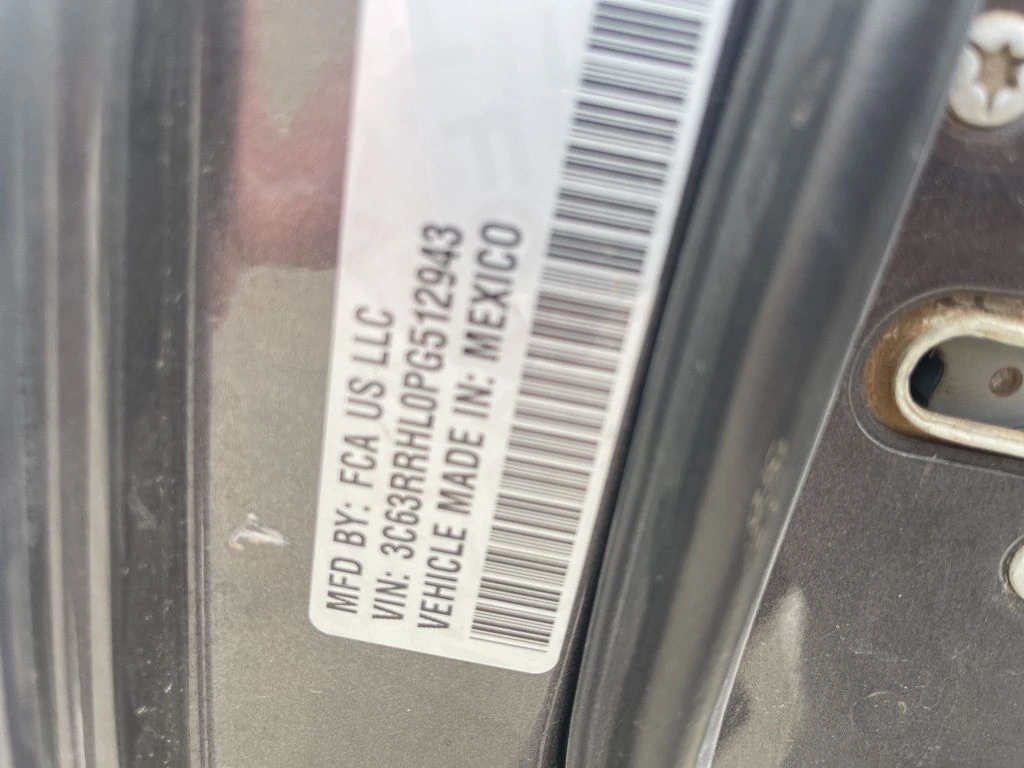 MFD BY: FCA US LLC
VIN: 3C63RRHL0PG512943
VEHICLE MADE IN: MEXICO